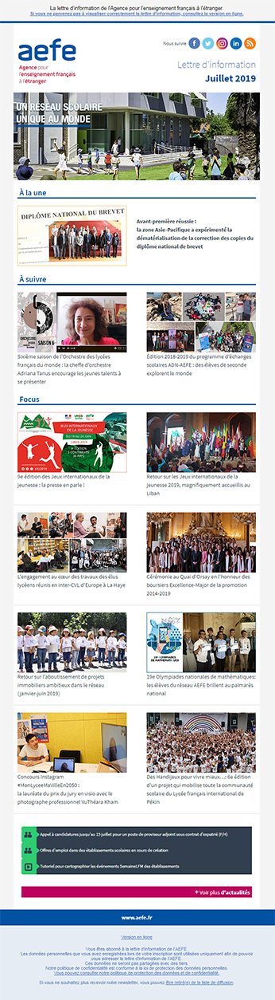 La lettre d'information de l'Agence pour l'enseignement français à l'étranger.
Si vous ne parvenez pas à visualiser correctement la lettre d'information, consultez la version en ligne.
aefe
Agence pour
l'enseignement français
à l'étranger
Nous suivre
Lettre d'information
Juillet 2019
UN RÉSEAU SCOLAIRE
UNIQUE AU MONDE
À la une
DIPLÔME NATIONAL DU BREVET
Avant-première réussie :
la zone Asie-Pacifique a expérimenté la
dématérialisation de la correction des copies du
diplôme national de brevet
À suivre
SAISON 6
Sixième saison de l'Orchestre des lycées
français du monde : la cheffe d'orchestre
Adriana Tanus encourage les jeunes talents à
se présenter
Édition 2018-2019 du programme d'échanges
scolaires ADN-AEFE : des élèves de seconde
explorent le monde
Focus
JEUX INTERNATIONAUX
DE LA JEUNESSE
LIBAN 2019
9e édition des Jeux internationaux de la
jeunesse : la presse en parle !
Retour sur les Jeux internationaux de la
jeunesse 2019, magnifiquement accueillis au
Liban
L'engagement au cœur des travaux des élus
lycéens réunis en inter-CVL d'Europe à La Haye
Cérémonie au Quai d'Orsay en l'honneur des
boursiers Excellence-Major de la promotion
2014-2019
Retour sur l'aboutissement de projets
immobiliers ambitieux dans le réseau
(janvier-juin 2019)
19e Olympiades nationales de mathématiques:
les élèves du réseau AEFE brillent au palmarès
national
Concours Instagram
#MonLyceeMaVilleEn2050 :
la lauréate du prix du jury en visio avec le
photographe professionnel VuThéara Kham
Des Handijeux pour vivre mieux...: 6e édition
d'un projet qui mobilise toute la communauté
scolaire du Lycée français international de
Pékin
Appel à candidatures jusqu'au 15 juillet pour un poste de proviseur adjoint sous contrat d'expatrié (F/H)
Offres d'emploi dans des établissements scolaires en cours de création
Tutoriel pour cartographier les événements SemaineLFM des établissements
+ Voir plus d'actualités
www.aefe.fr
Version en ligne
Vous êtes abonné à la lettre d'information de l'AEFE.
Les données personnelles que vous avez enregistrées lors de votre inscription sont utilisées uniquement afin de pouvoir
vous adresser la lettre d'information de l'AEFE.
Ces données ne seront pas partagées avec des tiers.
Notre politique de confidentialité est conforme à la loi de protection des données personnelles.
Vous pouvez consulter notre politique de protection des données et de confidentialité.
Si vous ne souhaitez plus recevoir notre newsletter, vous pouvez être retiré(e) de la liste de diffusion.